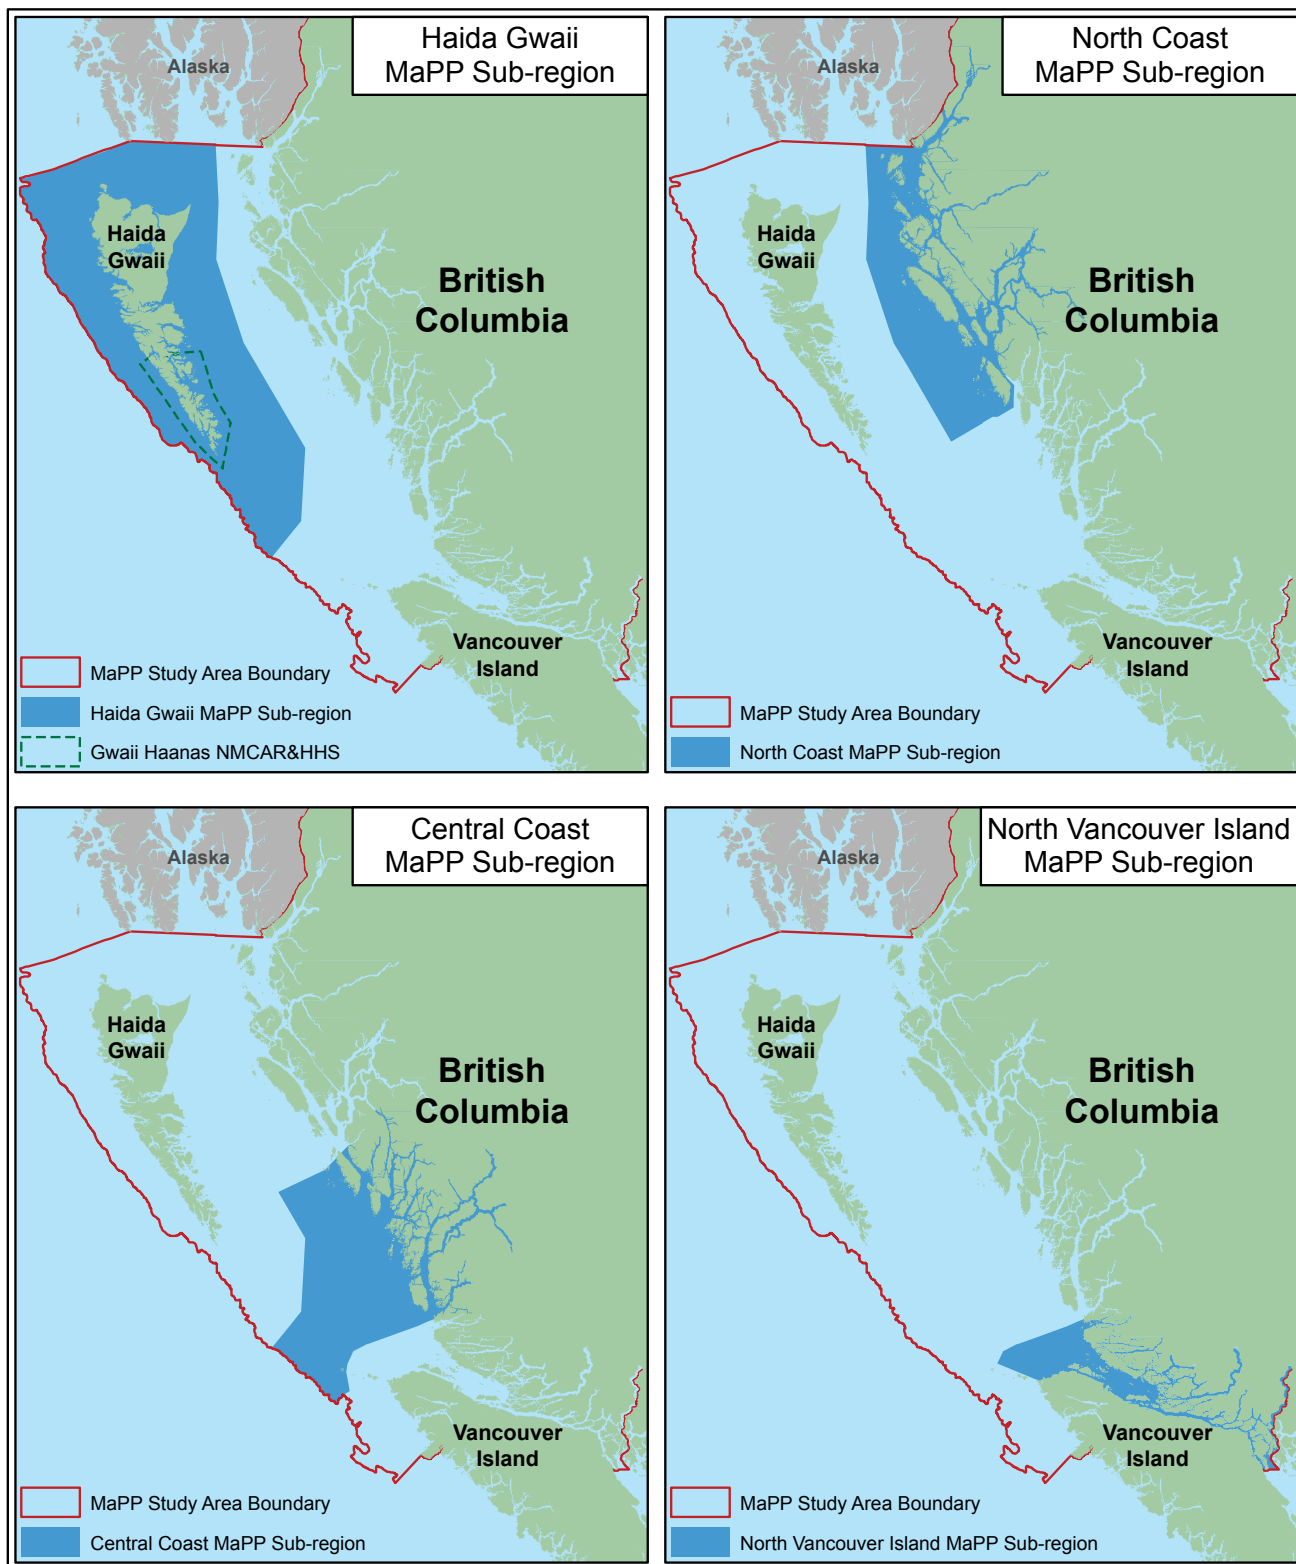 Haida Gwaii
MaPP Sub-region
Alaska
Haida
Gwaii
British
Columbia
Vancouver
Island
MaPP Study Area Boundary
Haida Gwaii MaPP Sub-region
Gwaii Haanas NMCAR&HHS
North Coast
MaPP Sub-region
Alaska
Haida
Gwaii
British
Columbia
Vancouver
Island
MaPP Study Area Boundary
North Coast MaPP Sub-region
Central Coast
MaPP Sub-region
Alaska
Haida
Gwaii
British
Columbia
Vancouver
Island
MaPP Study Area Boundary
Central Coast MaPP Sub-region
North Vancouver Island
MaPP Sub-region
Alaska
Haida
Gwaii
British
Columbia
Vancouver
Island
MaPP Study Area Boundary
North Vancouver Island MaPP Sub-region